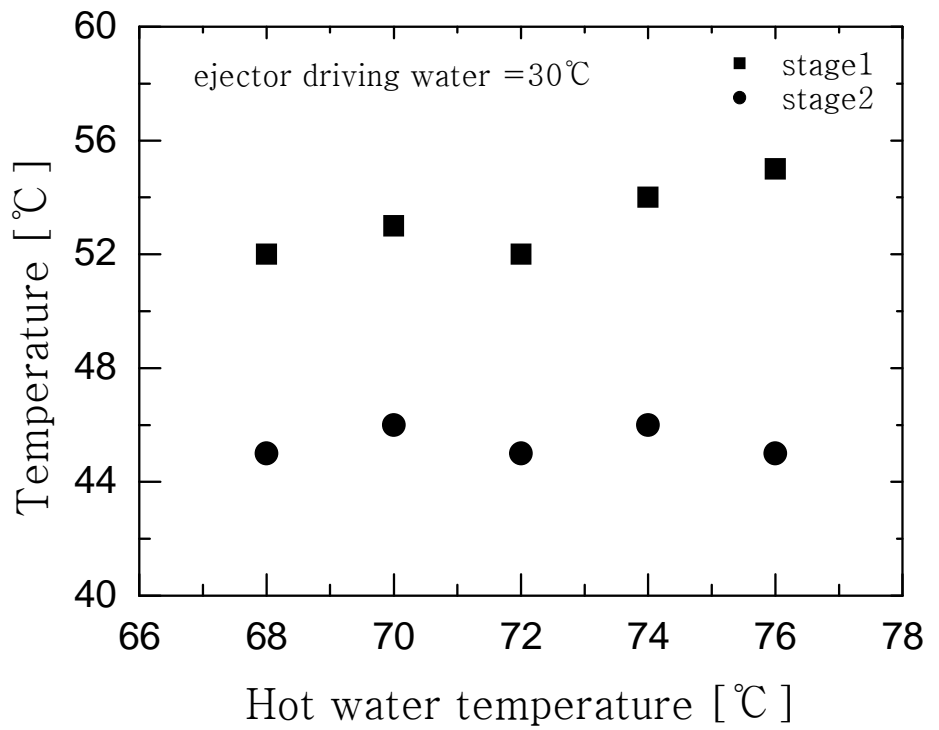 60
56
52
48
44
40
Temperature [℃]
ejector driving water =30℃
stage1
stage2
66 68 70 72 74 76 78
Hot water temperature [℃]